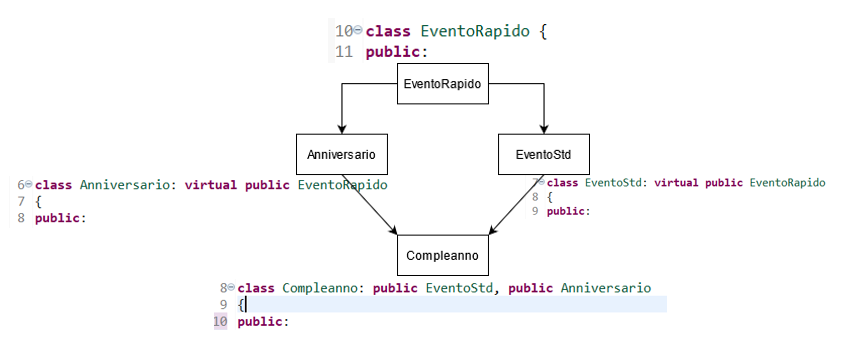 10 class EventoRapido {
11 public:
EventoRapido
Anniversario
EventoStd
6 class Anniversario: virtual public EventoRapido
7 {
8 public:
7 class EventoStd: virtual public EventoRapido
8 {
9 public:
Compleanno
8 class Compleanno: public EventoStd, public Anniversario
9 {
10 public: